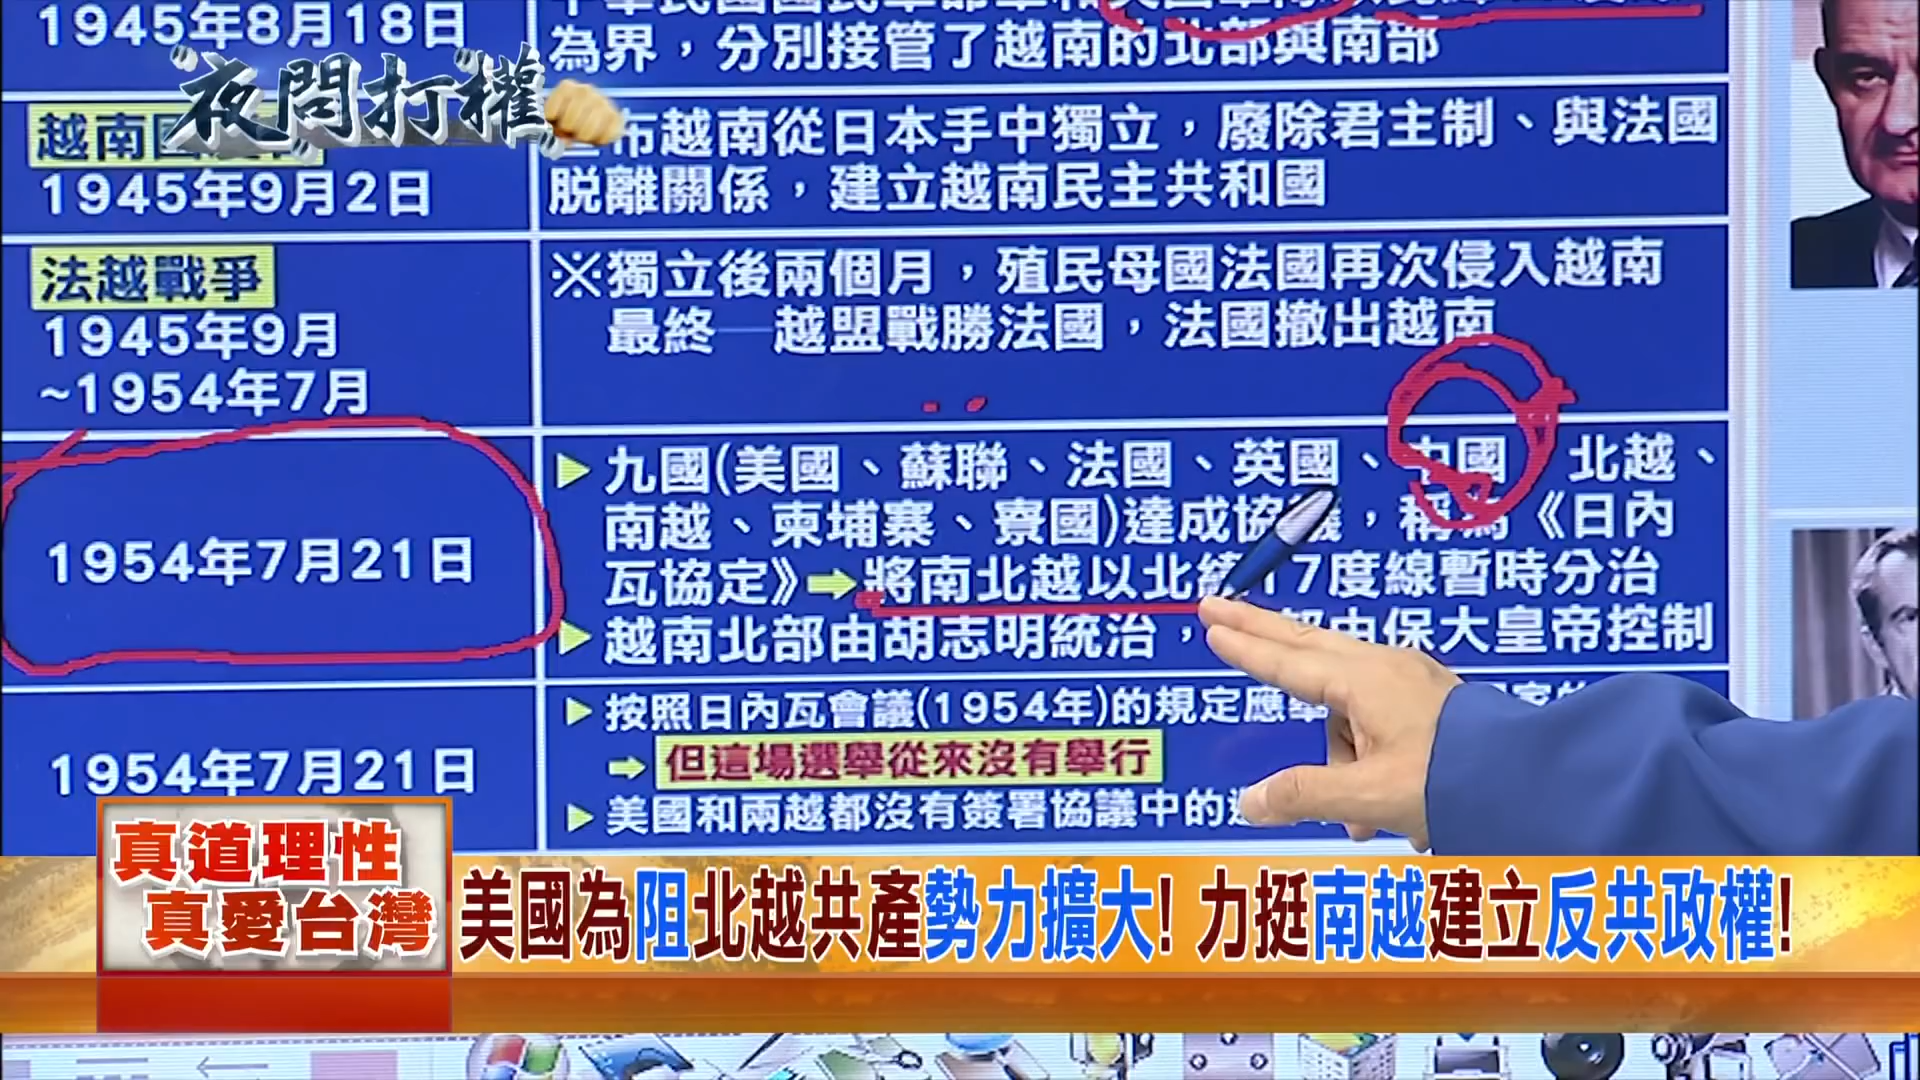 1945年8月18日
為界，分別接管了越南的北部與南部
"夜問打權"
越南
布越南從日本手中獨立，廢除君主制、與法國
1945年9月2日
脫離關係，建立越南民主共和國
法越戰爭
1945年9月
~1954年7月
※獨立後兩個月，殖民母國法國再次侵入越南
最終—越盟戰勝法國，法國撤出越南
1954年7月21日
▶九國(美國、蘇聯、法國、英國、中國 北越、
南越、柬埔寨、寮國)達成協 ，稱為《日內
瓦協定》➡將南北越以北緯17度線暫時分治
▶越南北部由胡志明統治， 部由保大皇帝控制
1954年7月21日
▶按照日內瓦會議(1954年)的規定應舉
➡但這場選舉從來沒有舉行
▶美國和兩越都沒有簽署協議中的選
真道理性
真愛台灣
美國為阻北越共產勢力擴大! 力挺南越建立反共政權!